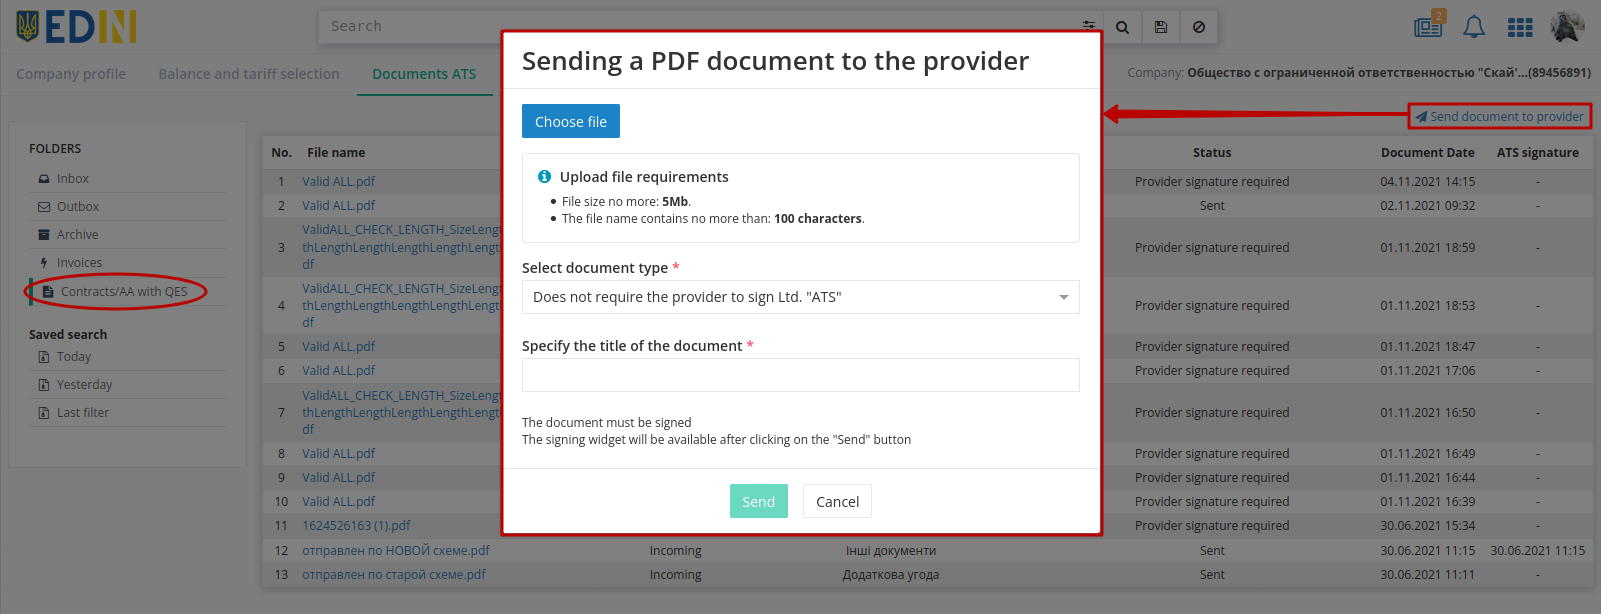 EDIN
Search
2
Company profile
Balance and tariff selection
Documents ATS
Company: Общество с ограниченной ответственностью "Скай'...(89456891)
Send document to provider
FOLDERS
Inbox
Outbox
Archive
Invoices
Contracts/AA with QES
Saved search
Today
Yesterday
Last filter
Sending a PDF document to the provider
Choose file
Upload file requirements
File size no more: 5Mb.
The file name contains no more than: 100 characters.
Select document type *
Does not require the provider to sign Ltd. "ATS"
Specify the title of the document *
The document must be signed
The signing widget will be available after clicking on the "Send" button
Send Cancel
No. File name Status Document Date ATS signature
1 Valid ALL.pdf Provider signature required 04.11.2021 14:15 -
2 Valid ALL.pdf Sent 02.11.2021 09:32 -
ValidALL_CHECK_LENGTH_SizeLengt
3 thLengthLengthLengthLengthLengt Provider signature required 01.11.2021 18:59 -
df
ValidALL_CHECK_LENGTH_SizeLengt
4 thLengthLengthLengthLengthLengt Provider signature required 01.11.2021 18:53 -
df
5 Valid ALL.pdf Provider signature required 01.11.2021 18:47 -
6 Valid ALL.pdf Provider signature required 01.11.2021 17:06 -
ValidALL_CHECK_LENGTH_SizeLengt
7 thLengthLengthLengthLengthLengt Provider signature required 01.11.2021 16:50 -
df
8 Valid ALL.pdf Provider signature required 01.11.2021 16:49 -
9 Valid ALL.pdf Provider signature required 01.11.2021 16:44 -
10 Valid ALL.pdf Provider signature required 01.11.2021 16:39 -
11 1624526163 (1).pdf Provider signature required 30.06.2021 15:34 -
12 отправлен по НОВОЙ схеме.pdf Incoming Інші документи Sent 30.06.2021 11:15 30.06.2021 11:15
13 отправлен по старой схеме.pdf Incoming Додаткова угода Sent 30.06.2021 11:11 -